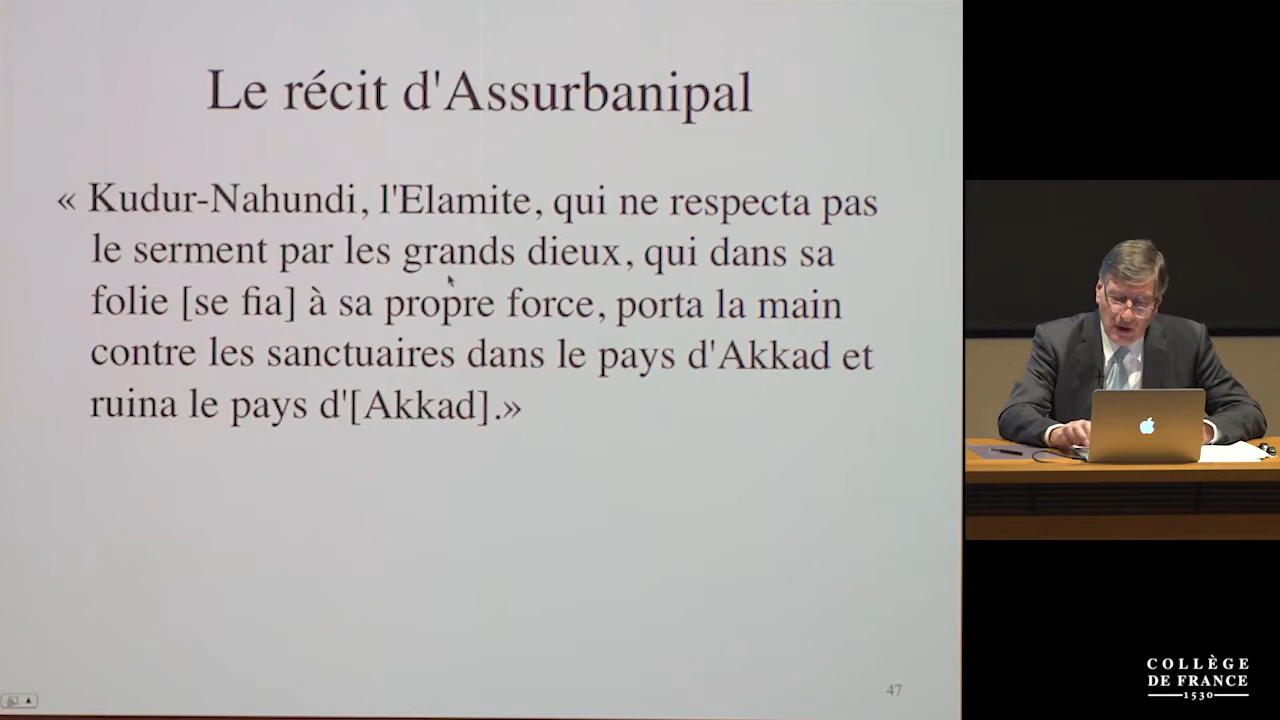 Le récit d'Assurbanipal
« Kudur-Nahundi, l'Elamite, qui ne respecta pas
le serment par les grands dieux, qui dans sa
folie [se fia] à sa propre force, porta la main
contre les sanctuaires dans le pays d'Akkad et
ruina le pays d'[Akkad].»
47
COLLÈGE
DE FRANCE
1530